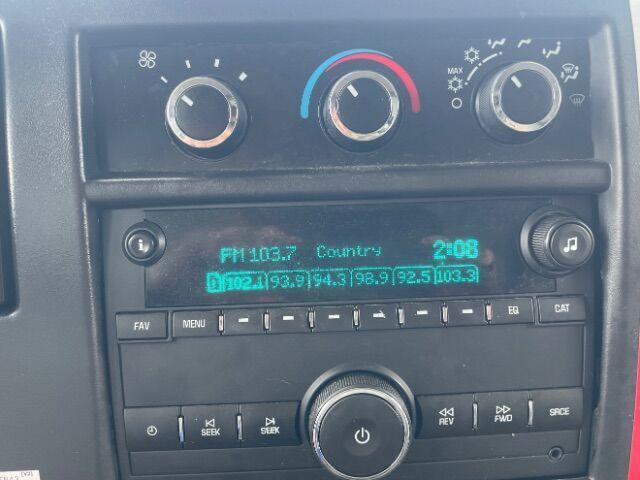 MAX
FM 103.7 Country 2:08
1 102.1 93.9 94.3 98.9 92.5 103.3
FAV MENU EQ CAT
SEEK SEEK REV FWD SRCE